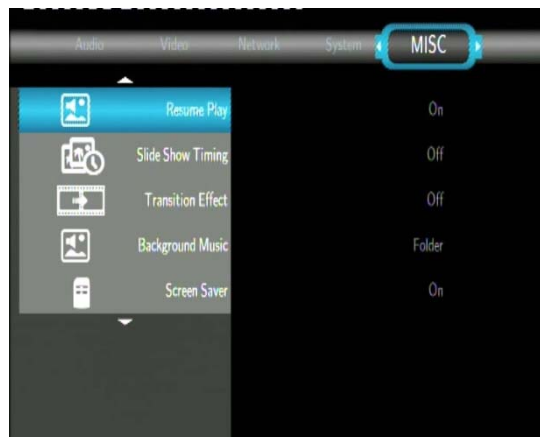 Audio Video Network System MISC
Resume Play On
Slide Show Timing Off
Transition Effect Off
Background Music Folder
Screen Saver On